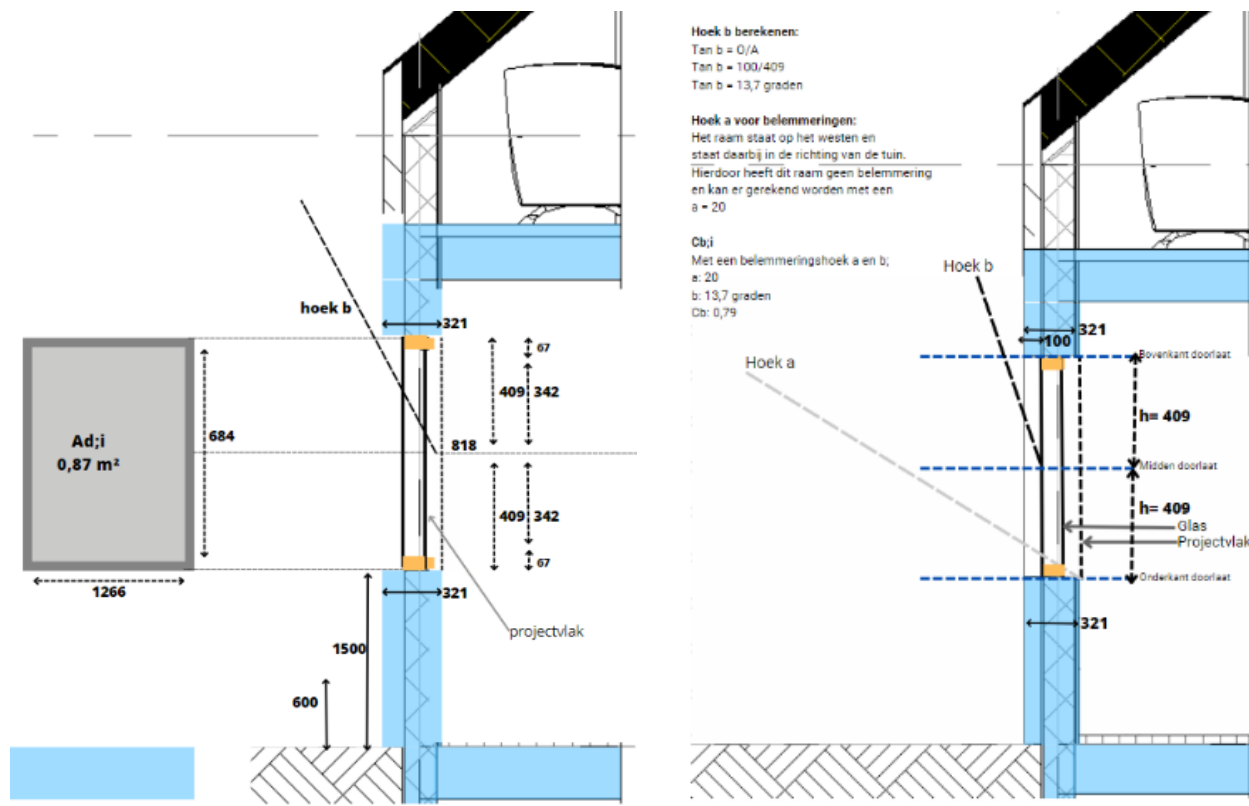 hoek b
321
67
409
342
818
684
Ad;i
0,87 m²
409
342
67
1266
321
projectvlak
1500
600
Hoek b berekenen:
Tan b = O/A
Tan b = 100/409
Tan b = 13,7 graden
Hoek a voor belemmeringen:
Het raam staat op het westen en
staat daarbij in de richting van de tuin.
Hierdoor heeft dit raam geen belemmering
en kan er gerekend worden met een
a = 20
Cb;i
Met een belemmeringshoek a en b;
a: 20
b: 13,7 graden
Cb: 0,79
Hoek b
321
100
Bovenkant doorlaat
Hoek a
h= 409
Midden doorlaat
h= 409
Glas
Projectvlak
Onderkant doorlaat
321